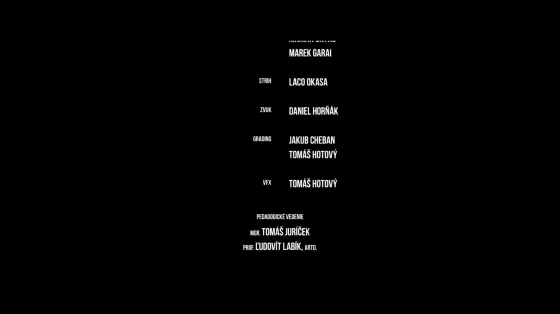 MAREK GARAI
STRIH LACO OKASA
ZVUK DANIEL HORŇÁK
GRADING JAKUB CHEBAN
TOMÁŠ HOTOVÝ
VFX TOMÁŠ HOTOVÝ
PEDAGOGICKÉ VEDENIE
MGR. TOMÁŠ JURÍČEK
PROF. ĽUDOVÍT LABÍK, ARTD.